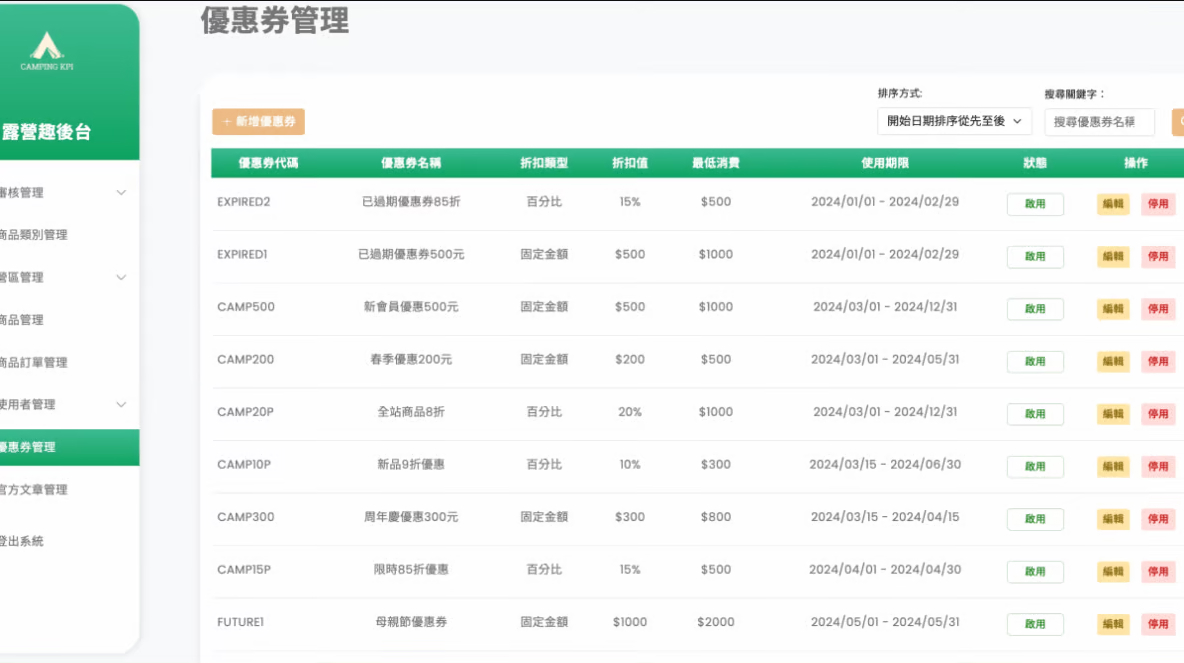 優惠券管理
CAMPING KPI
露營趣後台
審核管理
商品類別管理
營區管理
商品管理
商品訂單管理
使用者管理
優惠券管理
官方文章管理
登出系統
排序方式:
搜尋關鍵字：
+ 新增優惠券
開始日期排序從先至後
搜尋優惠券名稱
優惠券代碼 優惠券名稱 折扣類型 折扣值 最低消費 使用期限 狀態 操作
EXPIRED2 已過期優惠券85折 百分比 15% $500 2024/01/01 - 2024/02/29 啟用 編輯 停用
EXPIRED1 已過期優惠券500元 固定金額 $500 $1000 2024/01/01 - 2024/02/29 啟用 編輯 停用
CAMP500 新會員優惠500元 固定金額 $500 $1000 2024/03/01 - 2024/12/31 啟用 編輯 停用
CAMP200 春季優惠200元 固定金額 $200 $500 2024/03/01 - 2024/05/31 啟用 編輯 停用
CAMP20P 全站商品8折 百分比 20% $1000 2024/03/01 - 2024/12/31 啟用 編輯 停用
CAMP10P 新品9折優惠 百分比 10% $300 2024/03/15 - 2024/06/30 啟用 編輯 停用
CAMP300 周年慶優惠300元 固定金額 $300 $800 2024/03/15 - 2024/04/15 啟用 編輯 停用
CAMP15P 限時85折優惠 百分比 15% $500 2024/04/01 - 2024/04/30 啟用 編輯 停用
FUTURE1 母親節優惠券 固定金額 $1000 $2000 2024/05/01 - 2024/05/31 啟用 編輯 停用